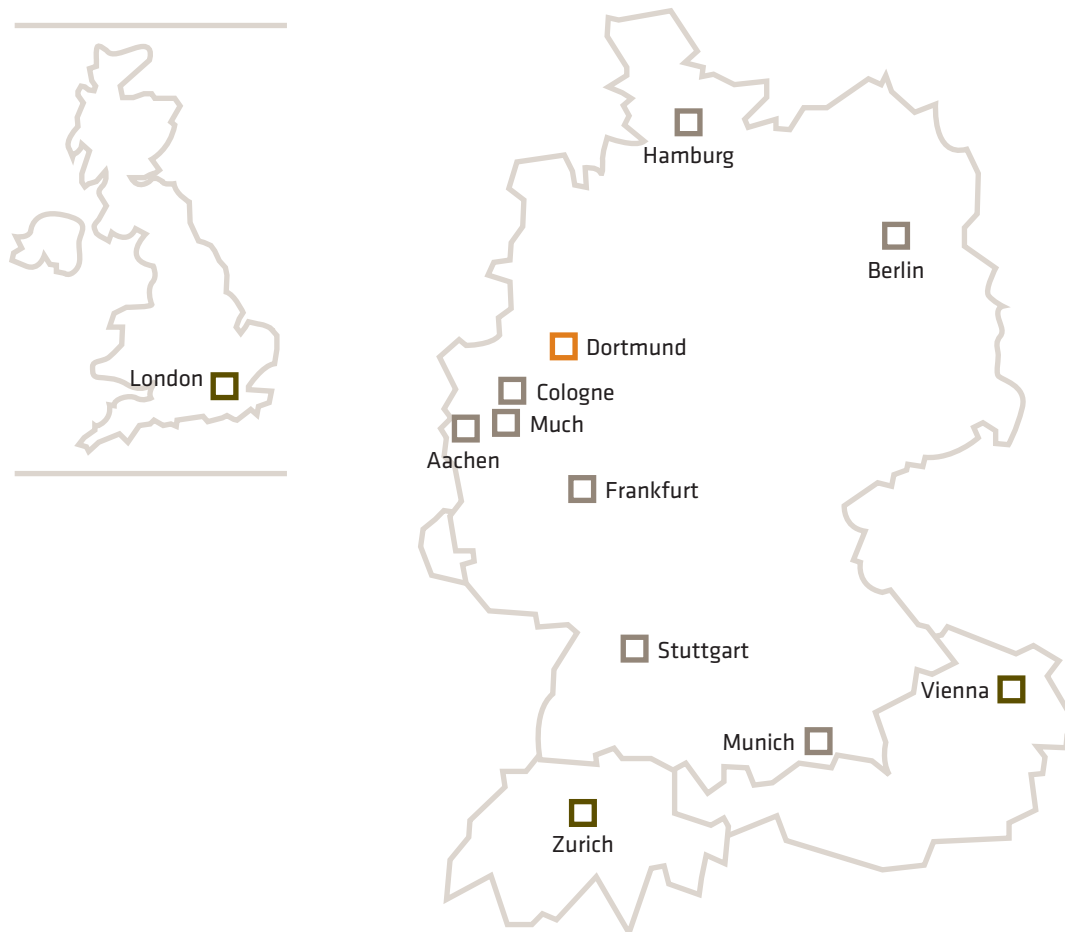 Hamburg
Berlin
Dortmund
London
Cologne
Much
Aachen
Frankfurt
Stuttgart
Vienna
Munich
Zurich